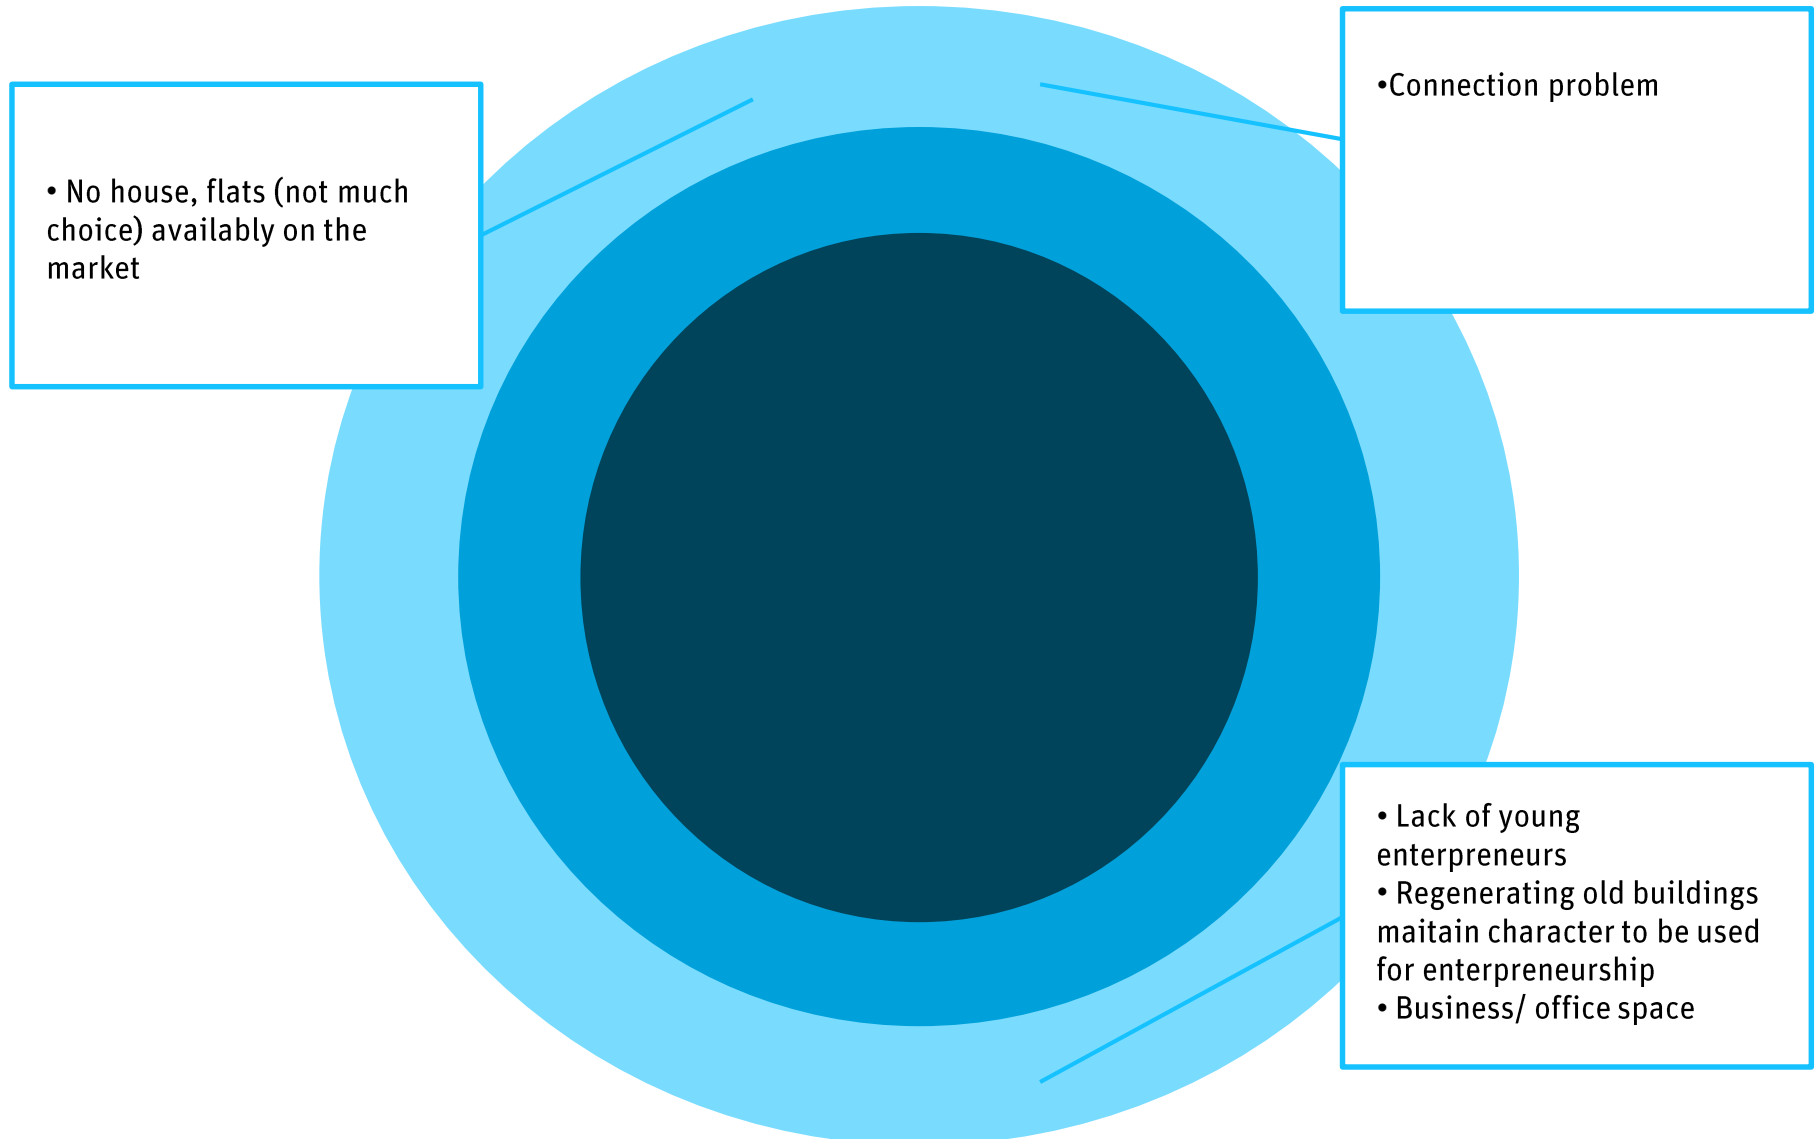 • No house, flats (not much
choice) availably on the
market
•Connection problem
• Lack of young
enterpreneurs
• Regenerating old buildings
maitain character to be used
for enterpreneurship
• Business/ office space